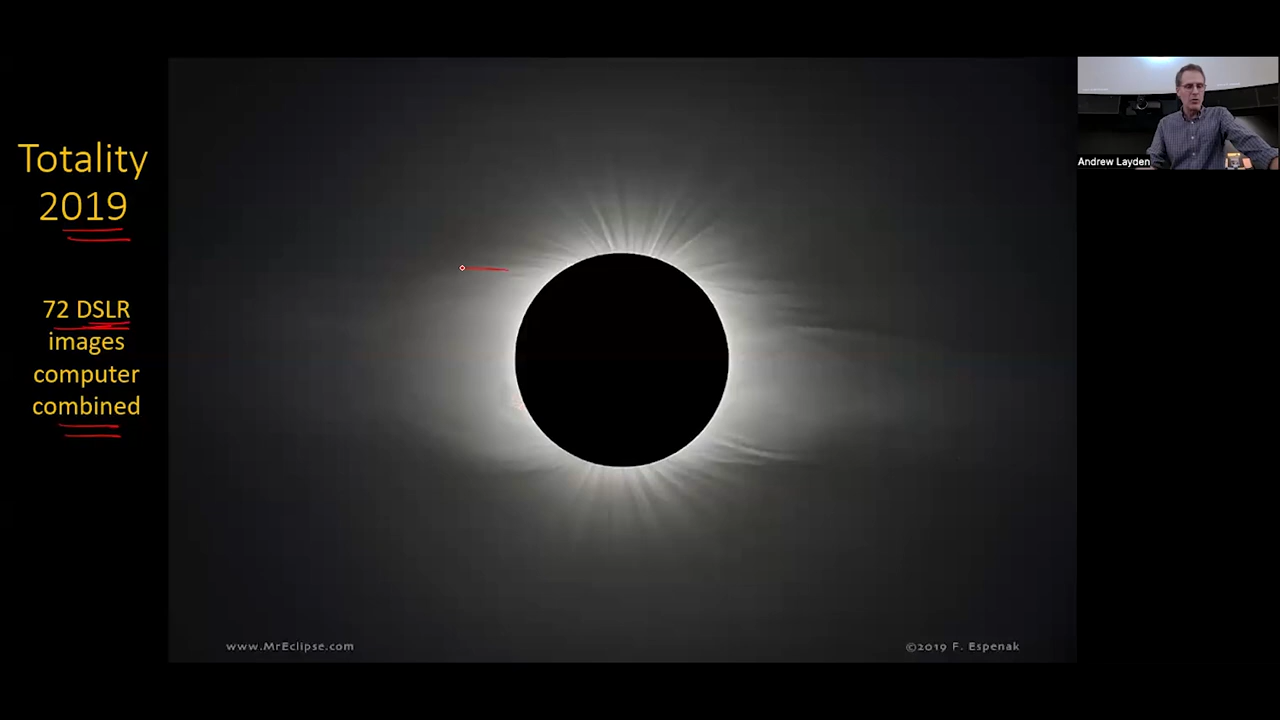 Totality
2019
72 DSLR
images
computer
combined
Andrew Layden
www.MrEclipse.com
©2019 F. Espenak